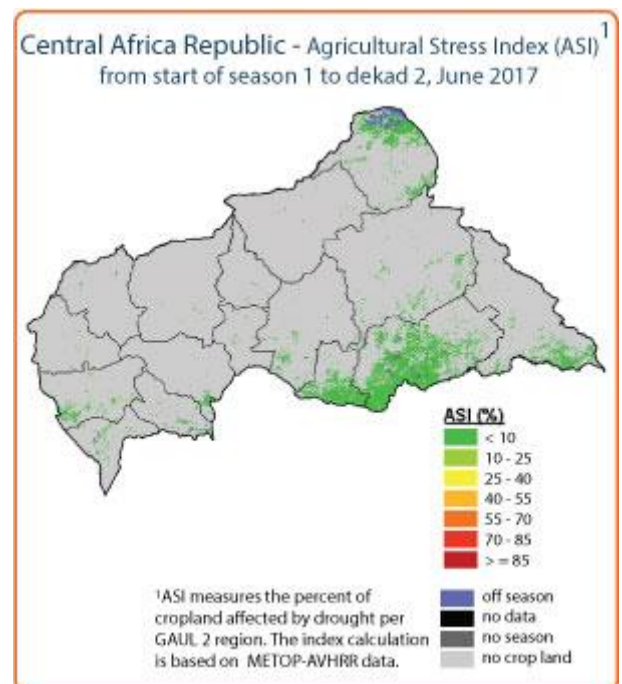 Central Africa Republic - Agricultural Stress Index (ASI)1
from start of season 1 to dekad 2, June 2017
ASI (%)
< 10
10 - 25
25 - 40
40 - 55
55 - 70
70 - 85
> = 85
1ASI measures the percent of
cropland affected by drought per
GAUL 2 region. The index calculation
is based on METOP-AVHRR data.
off season
no data
no season
no crop land